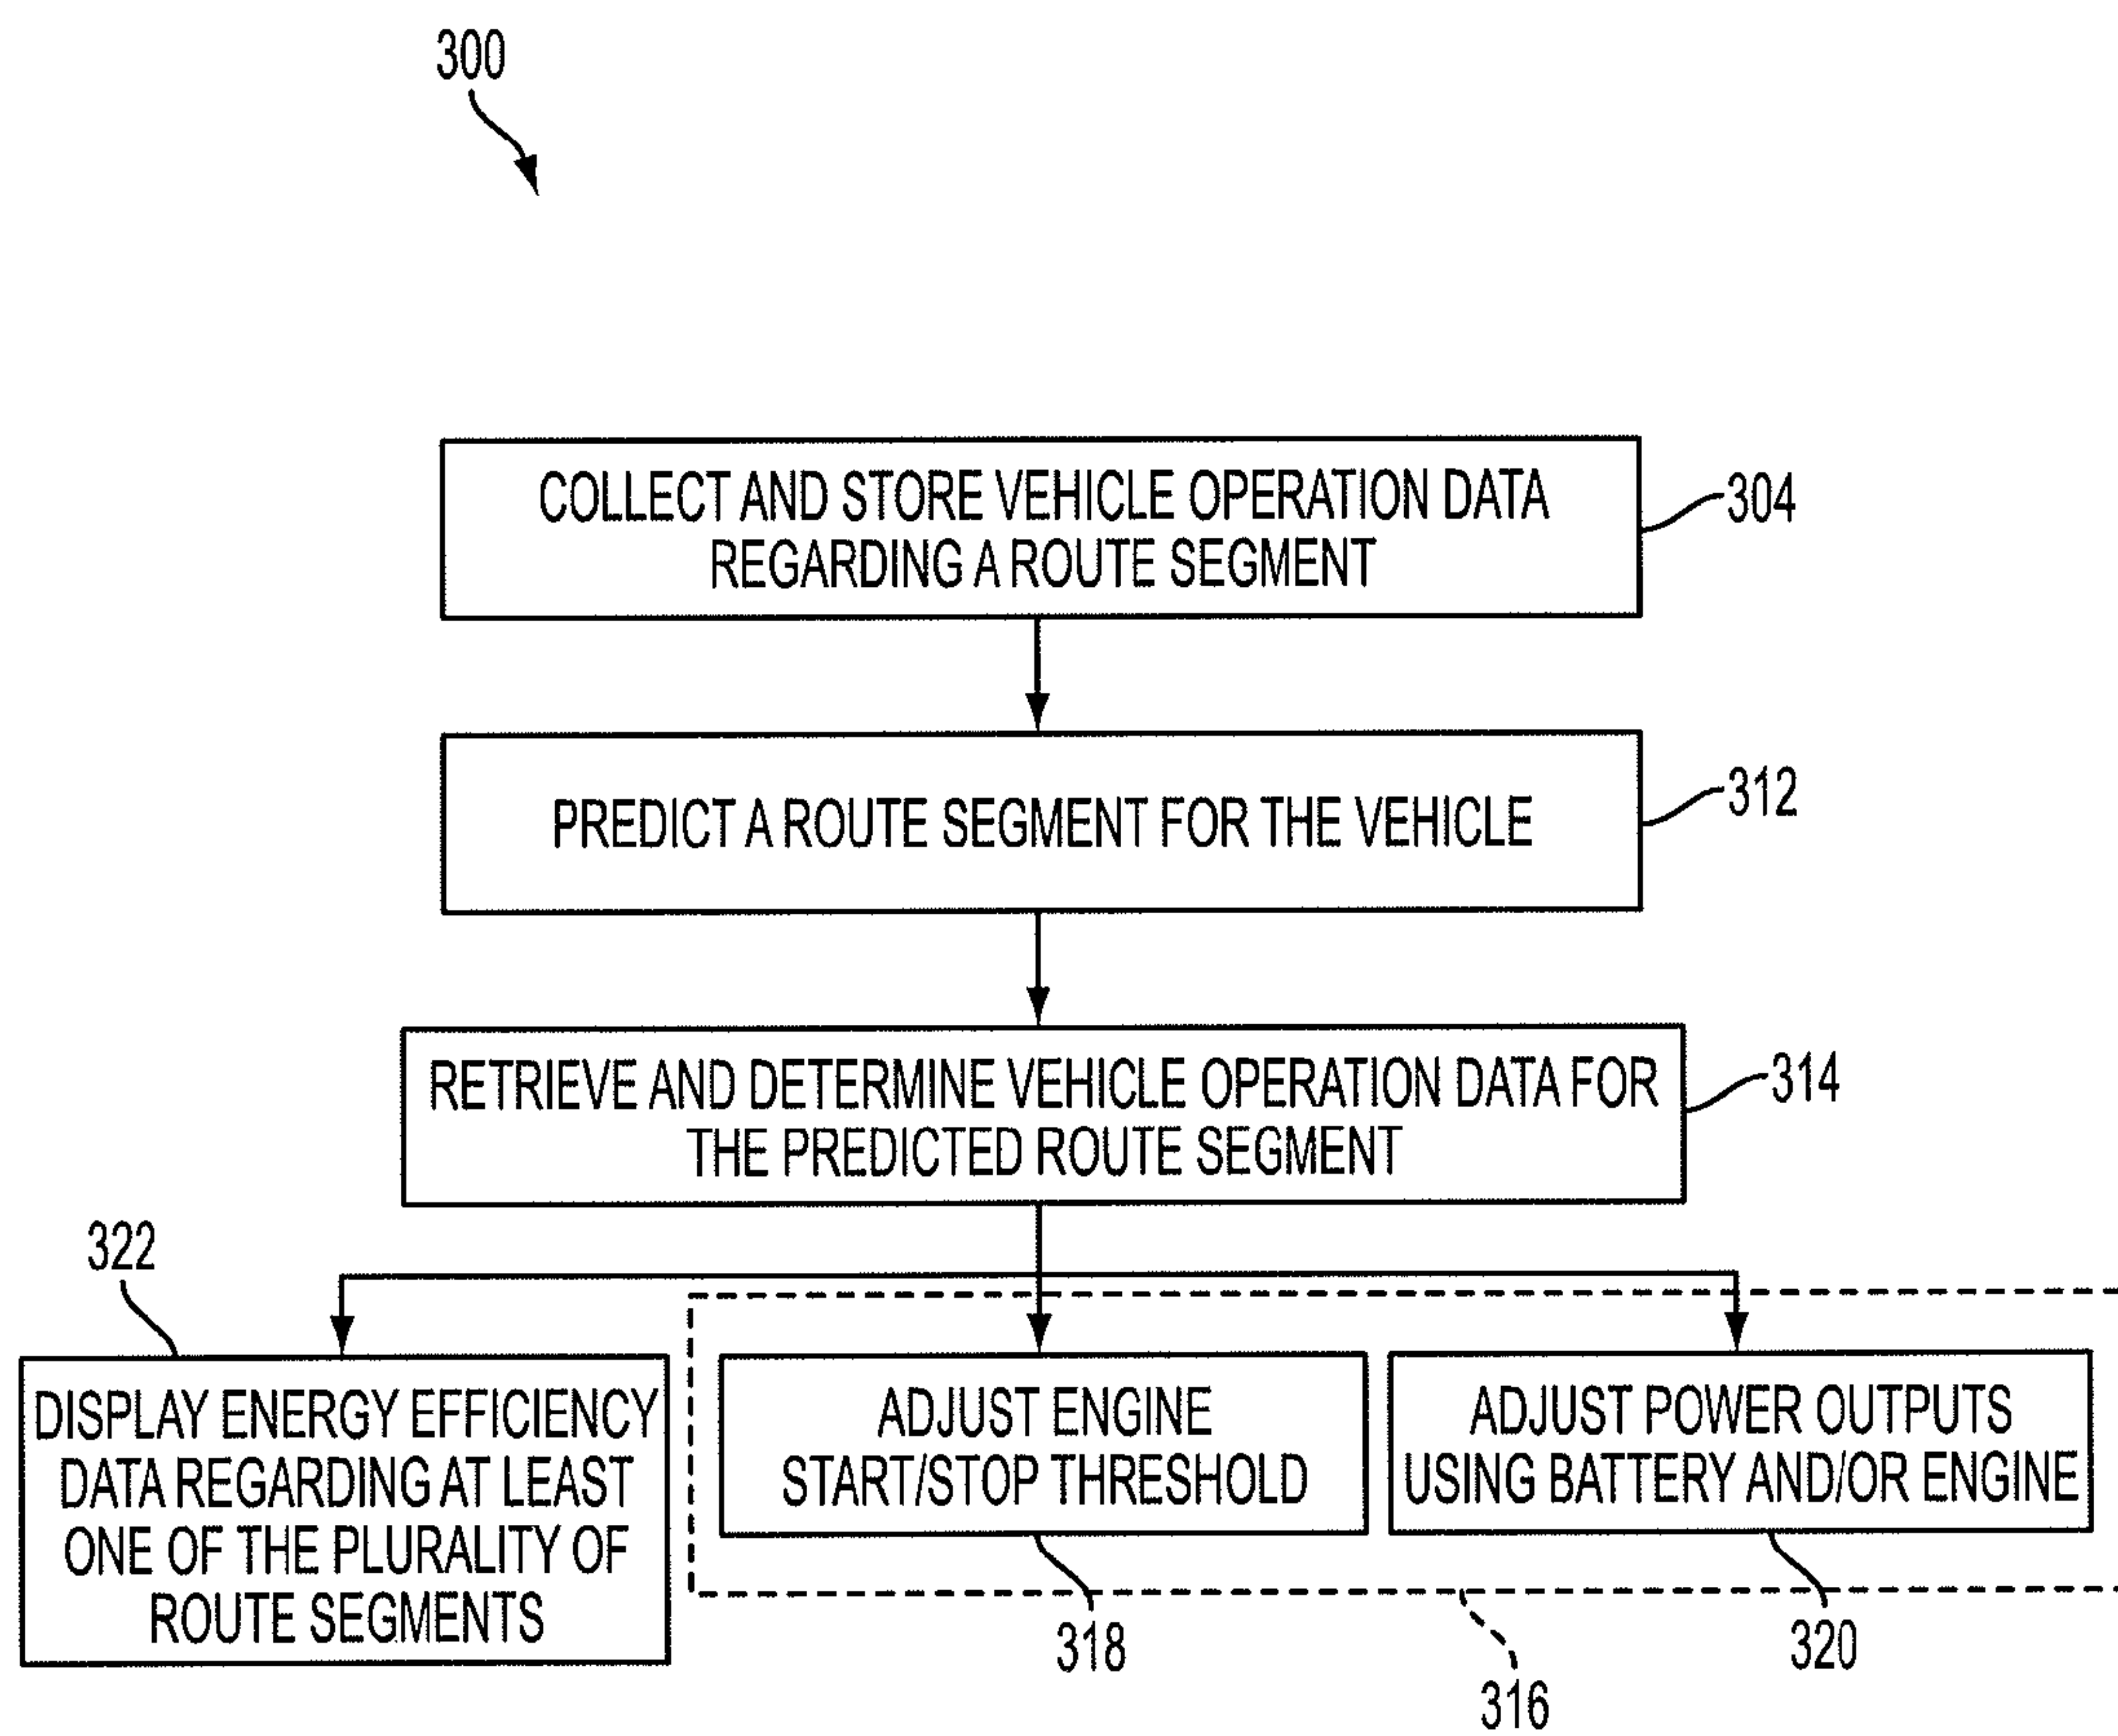 300
COLLECT AND STORE VEHICLE OPERATION DATA
REGARDING A ROUTE SEGMENT
304
PREDICT A ROUTE SEGMENT FOR THE VEHICLE
312
RETRIEVE AND DETERMINE VEHICLE OPERATION DATA FOR
THE PREDICTED ROUTE SEGMENT
314
322
DISPLAY ENERGY EFFICIENCY
DATA REGARDING AT LEAST
ONE OF THE PLURALITY OF
ROUTE SEGMENTS
ADJUST ENGINE
START/STOP THRESHOLD
318
ADJUST POWER OUTPUTS
USING BATTERY AND/OR ENGINE
320
316